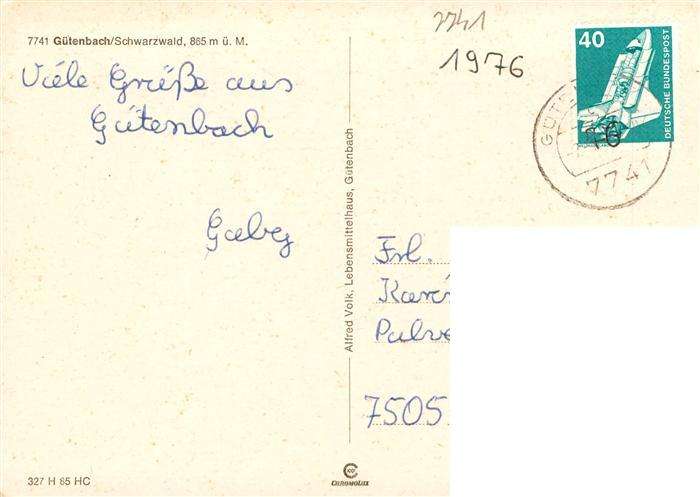 7741 Gütenbach/Schwarzwald, 865 m ü. M.
Viele Grüße aus
Gütenbach
Gaby
7741
1976
40
DEUTSCHE BUNDESPOST
7741
Alfred Volk, Lebensmittelhaus, Gütenbach
Frl.
7505
327 H 85 HC
CHROMOLUX